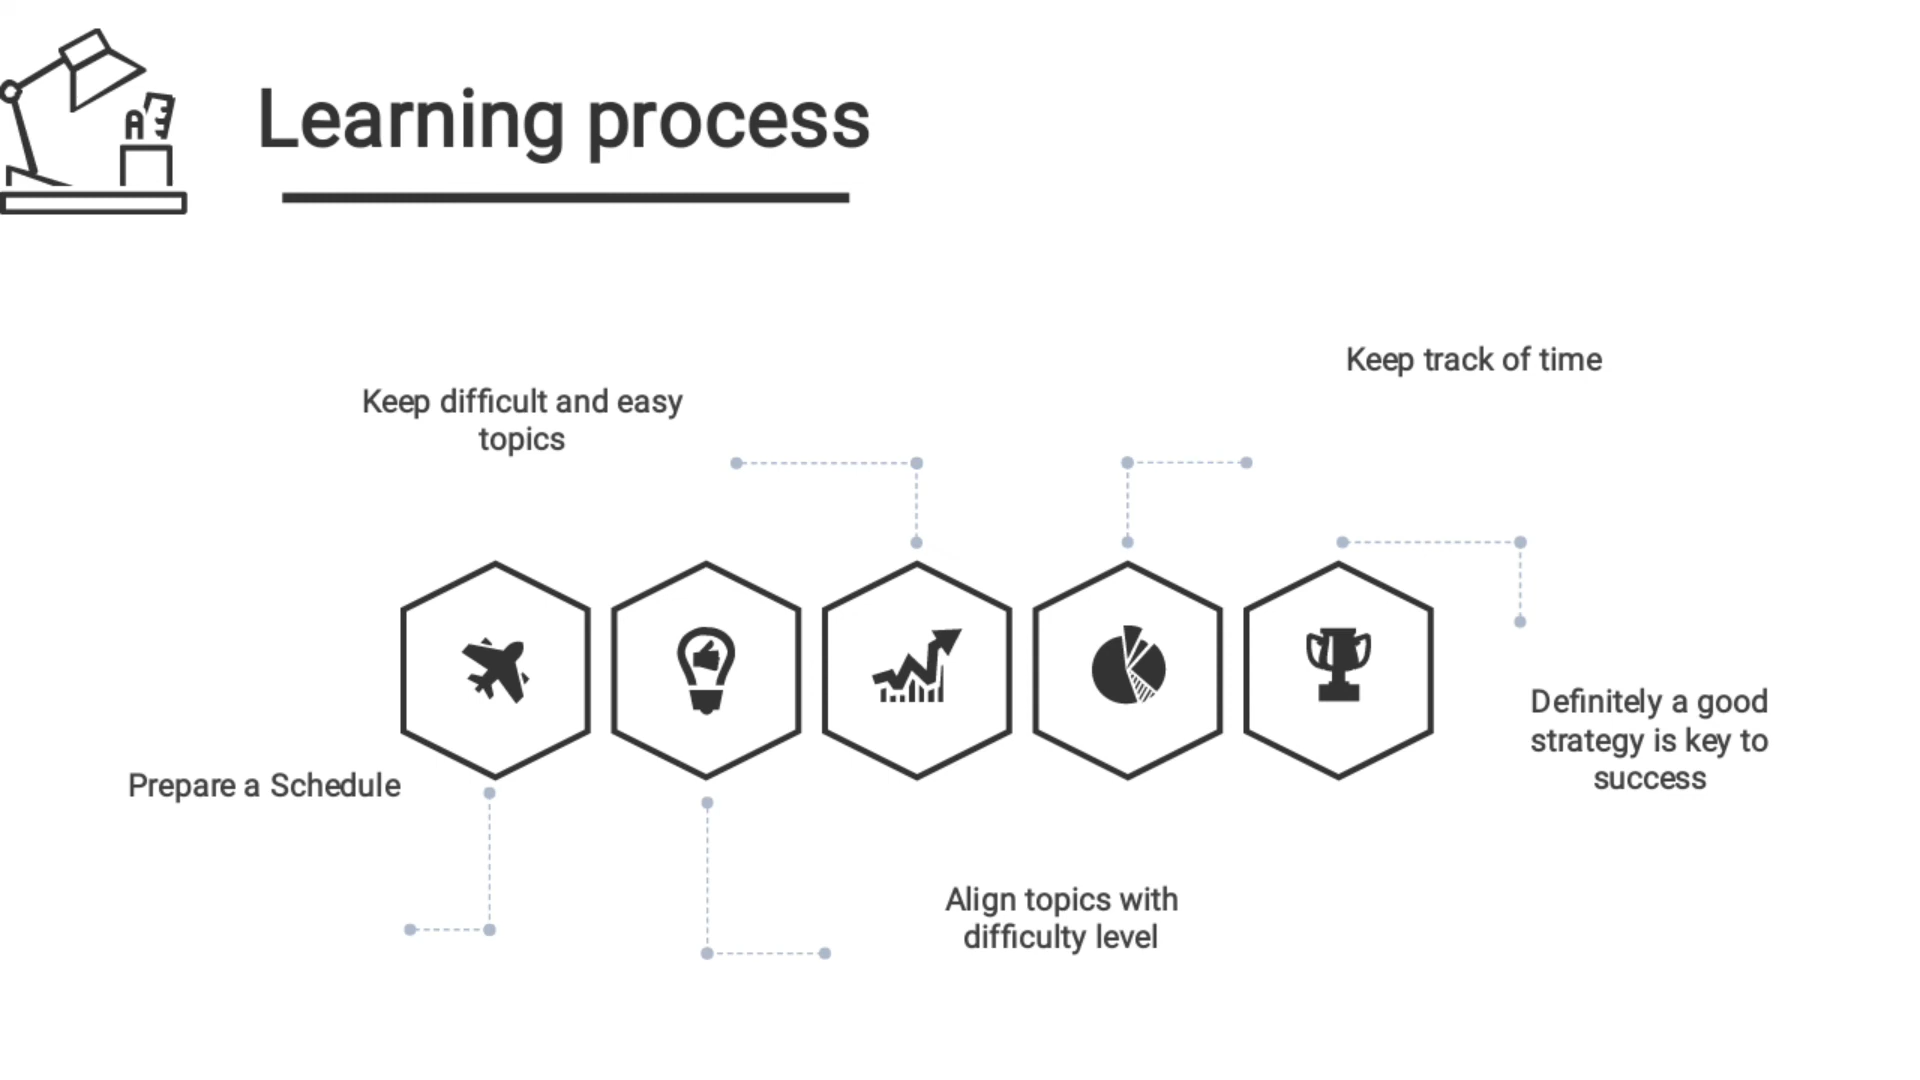 Learning process
Keep track of time
Keep difficult and easy
topics
Definitely a good
strategy is key to
success
Prepare a Schedule
Align topics with
difficulty level